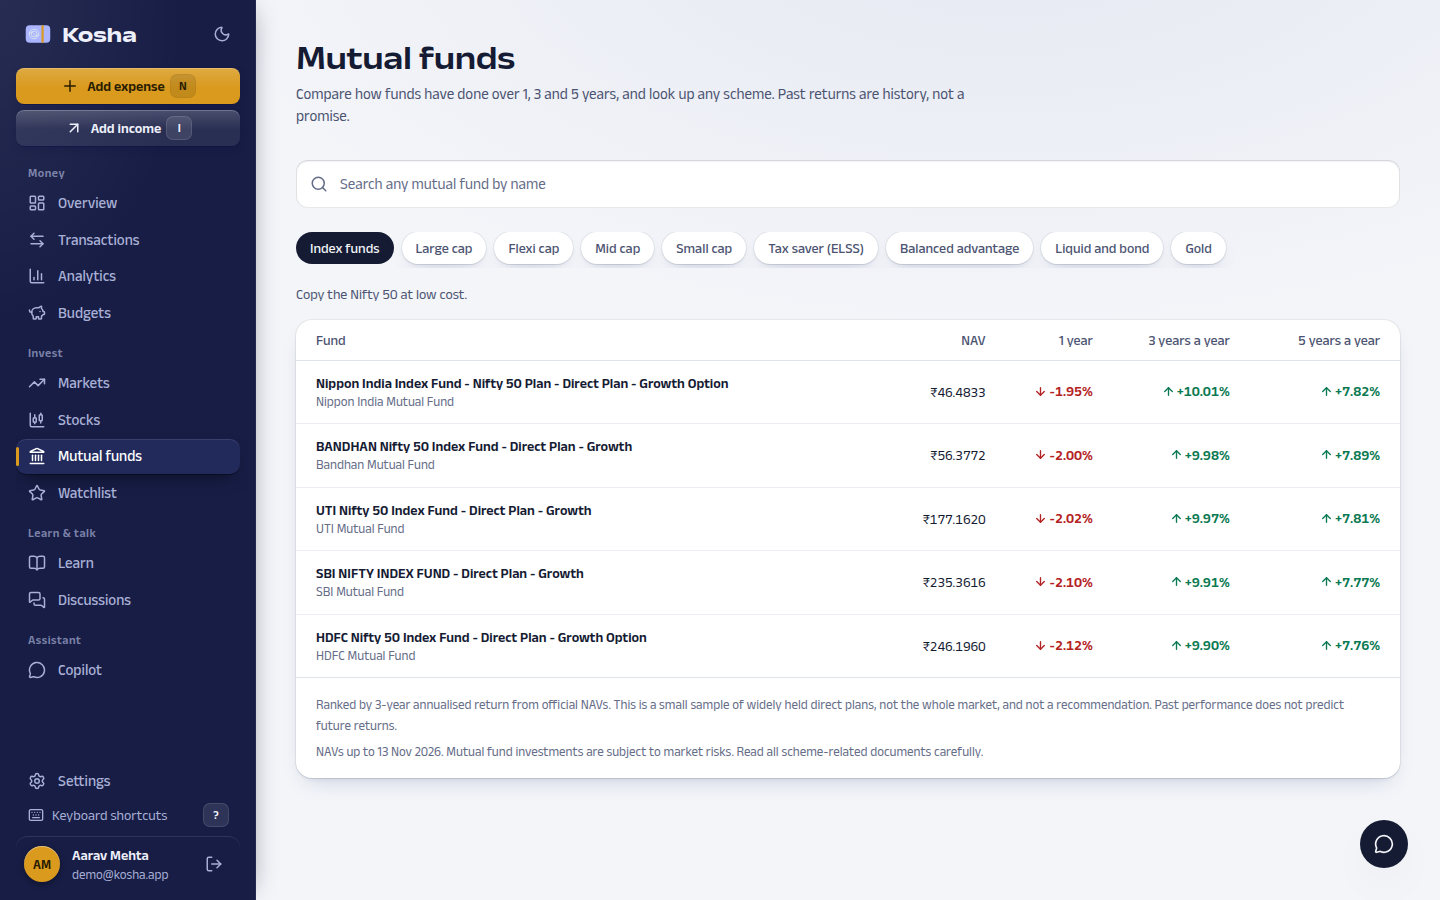 Kosha
Add expense N
Add income I
Money
Overview
Transactions
Analytics
Budgets
Invest
Markets
Stocks
Mutual funds
Watchlist
Learn & talk
Learn
Discussions
Assistant
Copilot
Settings
Keyboard shortcuts ?
AM
Aarav Mehta
demo@kosha.app
Mutual funds
Compare how funds have done over 1, 3 and 5 years, and look up any scheme. Past returns are history, not a
promise.
Search any mutual fund by name
Index funds Large cap Flexi cap Mid cap Small cap Tax saver (ELSS) Balanced advantage Liquid and bond Gold
Copy the Nifty 50 at low cost.
Fund NAV 1 year 3 years a year 5 years a year
Nippon India Index Fund - Nifty 50 Plan - Direct Plan - Growth Option
Nippon India Mutual Fund
₹46.4833 -1.95% +10.01% +7.82%
BANDHAN Nifty 50 Index Fund - Direct Plan - Growth
Bandhan Mutual Fund
₹56.3772 -2.00% +9.98% +7.89%
UTI Nifty 50 Index Fund - Direct Plan - Growth
UTI Mutual Fund
₹177.1620 -2.02% +9.97% +7.81%
SBI NIFTY INDEX FUND - Direct Plan - Growth
SBI Mutual Fund
₹235.3616 -2.10% +9.91% +7.77%
HDFC Nifty 50 Index Fund - Direct Plan - Growth Option
HDFC Mutual Fund
₹246.1960 -2.12% +9.90% +7.76%
Ranked by 3-year annualised return from official NAVs. This is a small sample of widely held direct plans, not the whole market, and not a recommendation. Past performance does not predict
future returns.
NAVs up to 13 Nov 2026. Mutual fund investments are subject to market risks. Read all scheme-related documents carefully.